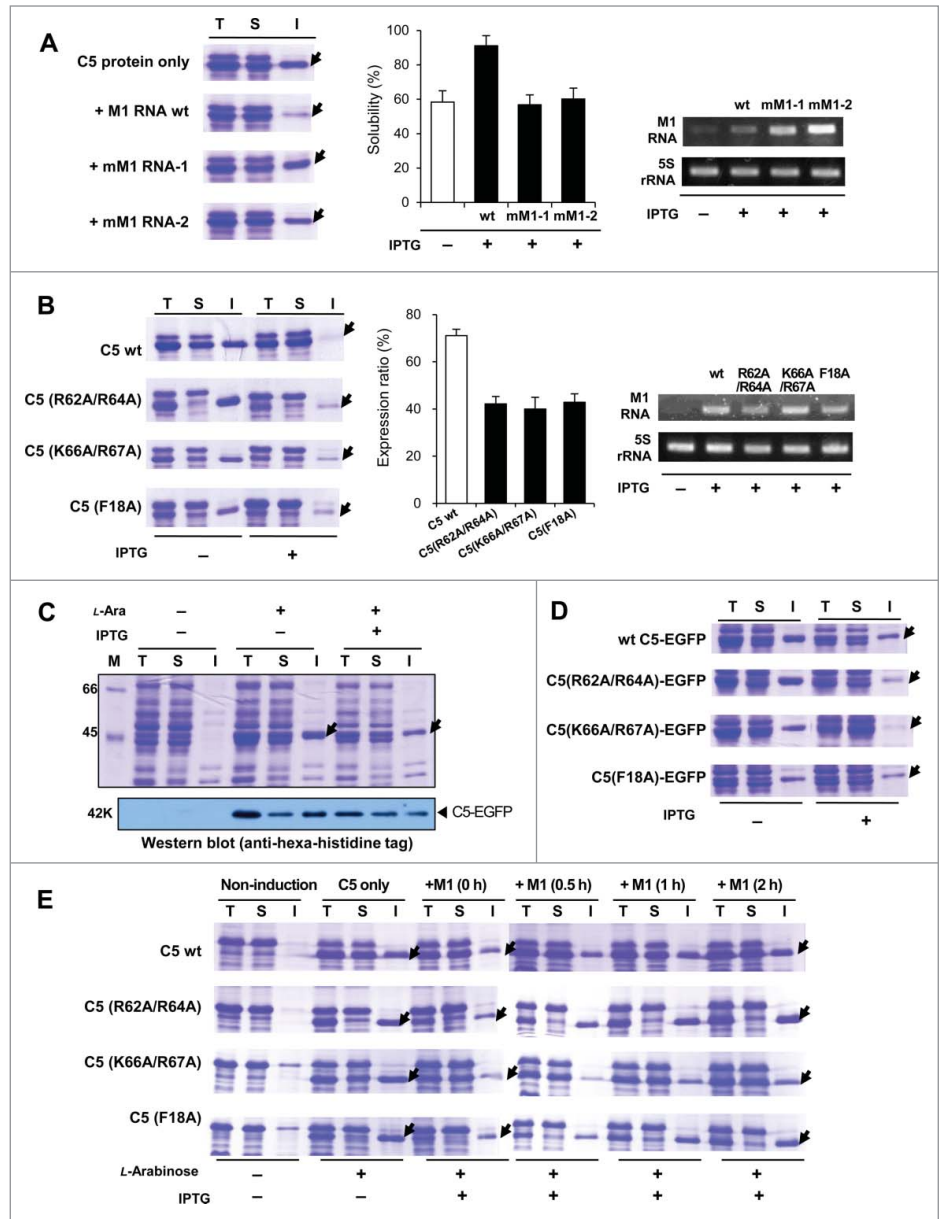 A
T S I
C5 protein only
+ M1 RNA wt
+ mM1 RNA-1
+ mM1 RNA-2
Solubility (%)
100
80
60
40
20
0
wt mM1-1 mM1-2
IPTG – + + +
wt mM1-1 mM1-2
M1 RNA
5S rRNA
IPTG – + + +
B
T S I T S I
C5 wt
C5 (R62A/R64A)
C5 (K66A/R67A)
C5 (F18A)
IPTG – +
Expression ratio (%)
80
60
40
20
0
C5 wt
C5(R62A/R64A)
C5(K66A/R67A)
C5(F18A)
wt R62A/R64A K66A/R67A F18A
M1 RNA
5S rRNA
IPTG – + + + +
C
L-Ara – + +
IPTG – – +
M T S I T S I T S I
66
45
42K
C5-EGFP
Western blot (anti-hexa-histidine tag)
D
T S I T S I
wt C5-EGFP
C5(R62A/R64A)-EGFP
C5(K66A/R67A)-EGFP
C5(F18A)-EGFP
IPTG – +
E
Non-induction C5 only +M1 (0 h) + M1 (0.5 h) + M1 (1 h) + M1 (2 h)
T S I T S I T S I T S I T S I T S I
C5 wt
C5 (R62A/R64A)
C5 (K66A/R67A)
C5 (F18A)
L-Arabinose – + + + + +
IPTG – – + + + +